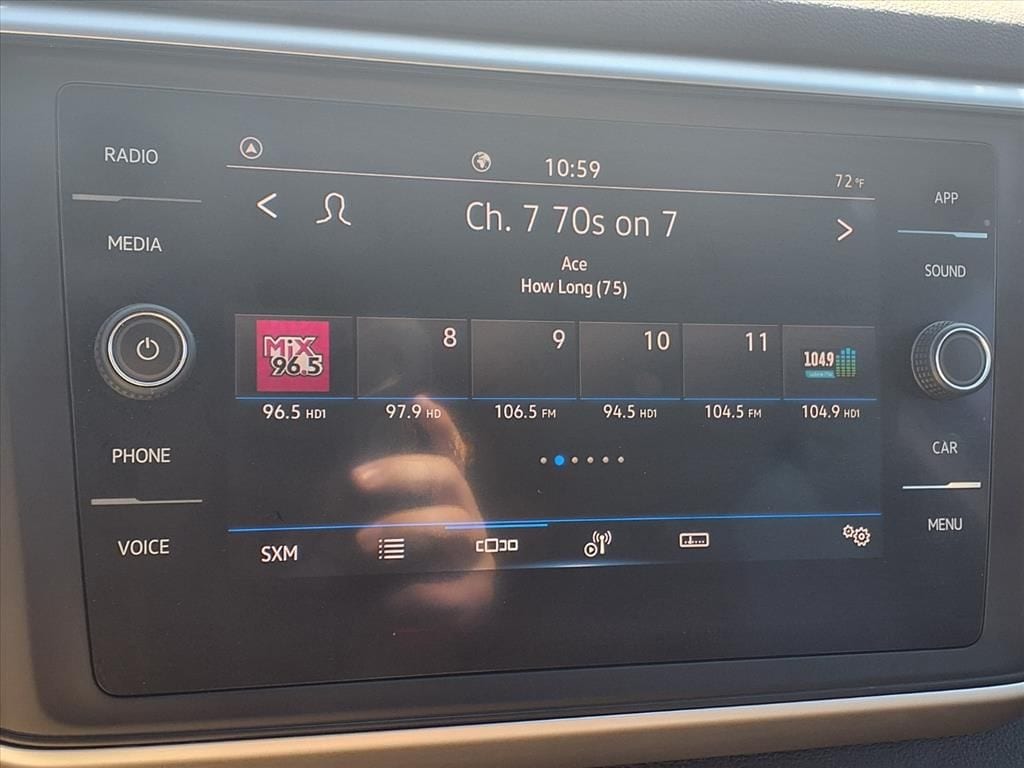 RADIO
MEDIA
PHONE
VOICE
10:59
72°F
< >
Ch. 7 70s on 7
Ace
How Long (75)
MiX
96.5
8
9
10
11
104.9
96.5 HD1
97.9 HD
106.5 FM
94.5 HD1
104.5 FM
104.9 HD1
SXM
APP
SOUND
CAR
MENU